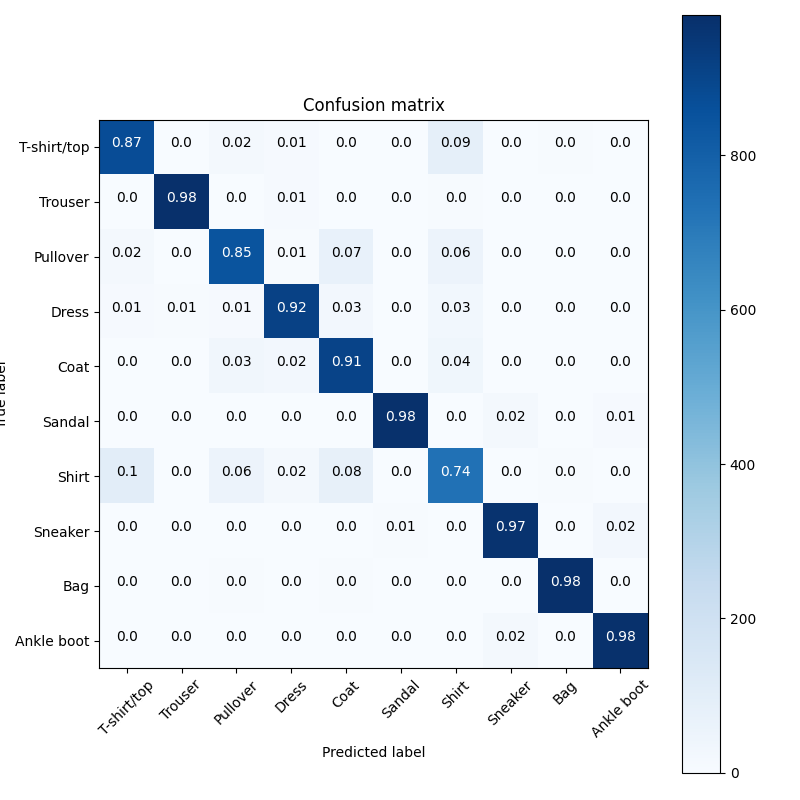 Confusion matrix
T-shirt/top 0.87 0.0 0.02 0.01 0.0 0.0 0.09 0.0 0.0 0.0
Trouser 0.0 0.98 0.0 0.01 0.0 0.0 0.0 0.0 0.0 0.0
Pullover 0.02 0.0 0.85 0.01 0.07 0.0 0.06 0.0 0.0 0.0
Dress 0.01 0.01 0.01 0.92 0.03 0.0 0.03 0.0 0.0 0.0
Coat 0.0 0.0 0.03 0.02 0.91 0.0 0.04 0.0 0.0 0.0
Sandal 0.0 0.0 0.0 0.0 0.0 0.98 0.0 0.02 0.0 0.01
Shirt 0.1 0.0 0.06 0.02 0.08 0.0 0.74 0.0 0.0 0.0
Sneaker 0.0 0.0 0.0 0.0 0.0 0.01 0.0 0.97 0.0 0.02
Bag 0.0 0.0 0.0 0.0 0.0 0.0 0.0 0.0 0.98 0.0
Ankle boot 0.0 0.0 0.0 0.0 0.0 0.0 0.0 0.02 0.0 0.98
T-shirt/top Trouser Pullover Dress Coat Sandal Shirt Sneaker Bag Ankle boot
Predicted label
True label
800
600
400
200
0